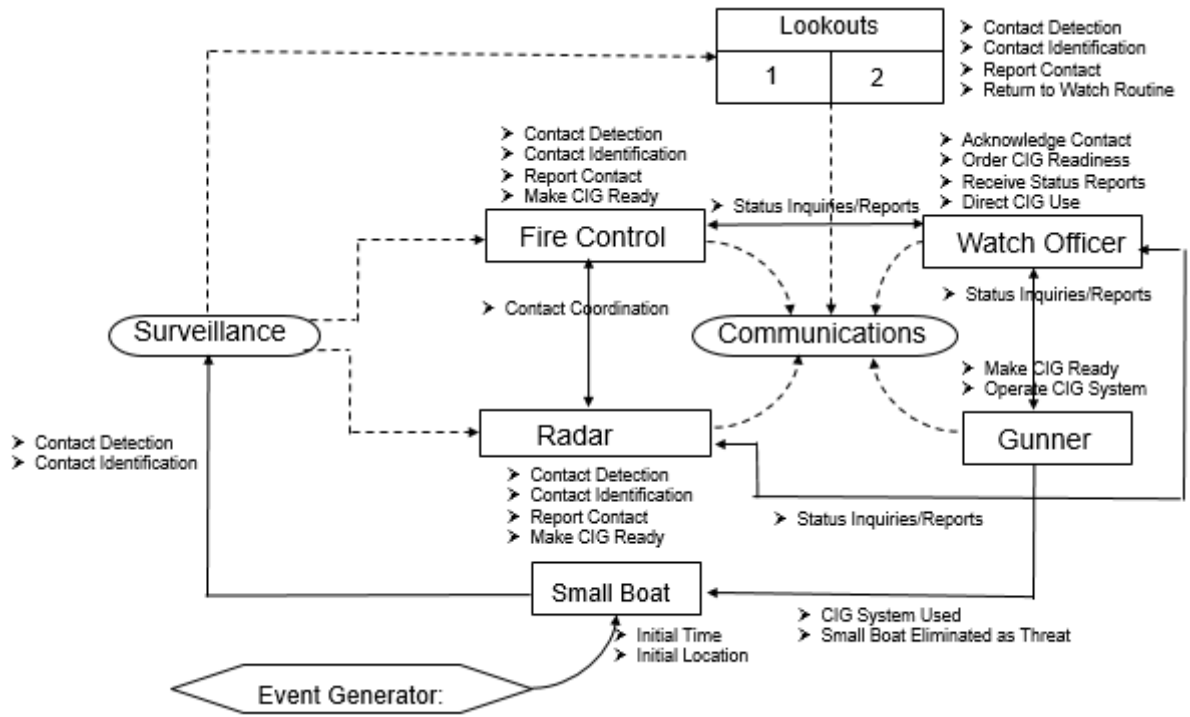 Lookouts
1 2
➤ Contact Detection
➤ Contact Identification
➤ Report Contact
➤ Return to Watch Routine
➤ Contact Detection
➤ Contact Identification
➤ Report Contact
➤ Make CIG Ready
➤ Acknowledge Contact
➤ Order CIG Readiness
➤ Receive Status Reports
➤ Direct CIG Use
➤ Status Inquiries/Reports
Fire Control
Watch Officer
➤ Status Inquiries/Reports
➤ Contact Coordination
Surveillance
Communications
➤ Make CIG Ready
➤ Operate CIG System
Radar
Gunner
➤ Contact Detection
➤ Contact Identification
➤ Contact Detection
➤ Contact Identification
➤ Report Contact
➤ Make CIG Ready
➤ Status Inquiries/Reports
Small Boat
➤ CIG System Used
➤ Small Boat Eliminated as Threat
➤ Initial Time
➤ Initial Location
Event Generator: